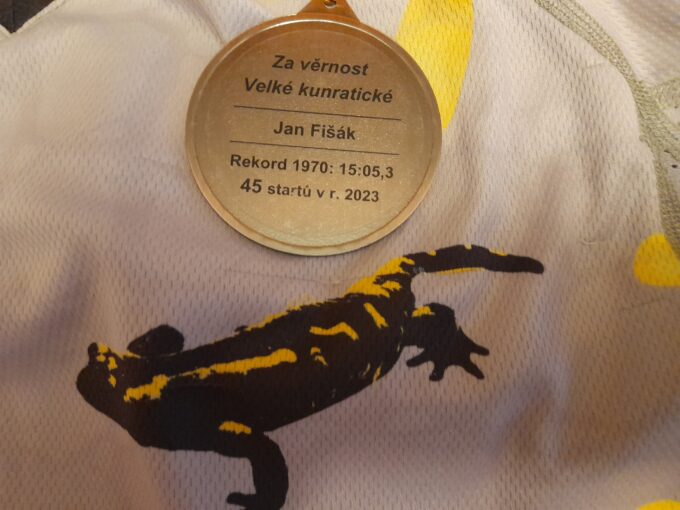 Za věrnost
Velké kunratické
Jan Fišák
Rekord 1970: 15:05,3
45 startů v r. 2023